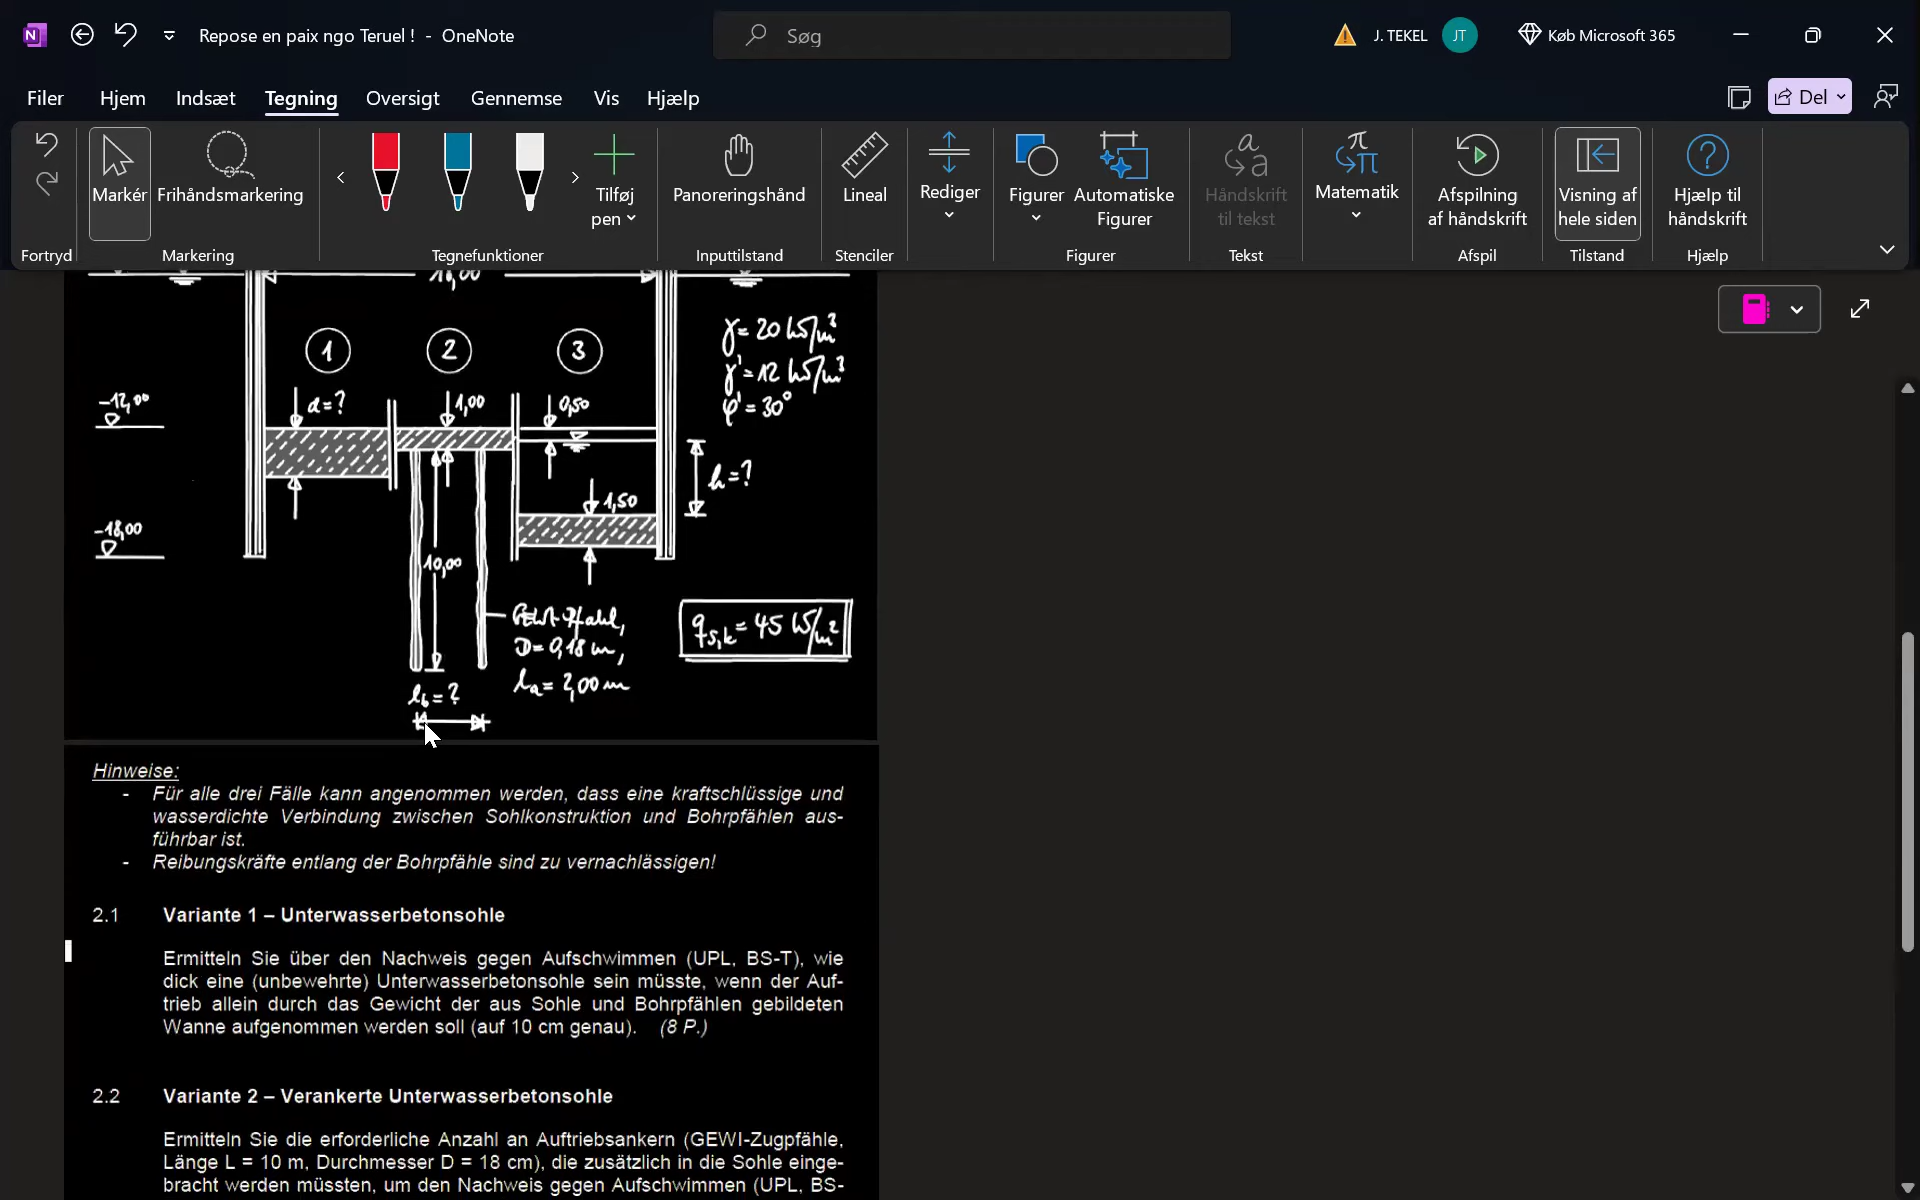 Repose en paix ngo Teruel ! - OneNote
Søg
J. TEKEL
JT
Køb Microsoft 365
Filer
Hjem
Indsæt
Tegning
Oversigt
Gennemse
Vis
Hjælp
Del
Markér
Frihåndsmarkering
Tilføj
pen
Panoreringshånd
Lineal
Rediger
Figurer
Automatiske
Figurer
Håndskrift
til tekst
Matematik
Afspilning
af håndskrift
Visning af
hele siden
Hjælp til
håndskrift
Fortryd
Markering
Tegnefunktioner
Inputtilstand
Stenciler
Figurer
Tekst
Afspil
Tilstand
Hjælp
1
2
3
γ = 20 kN/m³
γ' = 12 kN/m³
φ' = 30°
-12,00
d = ?
1,00
0,50
h = ?
1,50
-18,00
10,00
GEWI-Pfahl,
D = 0,18 m,
la = 2,00 m
qs,k = 45 kN/m²
lb = ?
Hinweise:
- Für alle drei Fälle kann angenommen werden, dass eine kraftschlüssige und
wasserdichte Verbindung zwischen Sohlkonstruktion und Bohrpfählen aus-
führbar ist.
- Reibungskräfte entlang der Bohrpfähle sind zu vernachlässigen!
2.1 Variante 1 – Unterwasserbetonsohle
Ermitteln Sie über den Nachweis gegen Aufschwimmen (UPL, BS-T), wie
dick eine (unbewehrte) Unterwasserbetonsohle sein müsste, wenn der Auf-
trieb allein durch das Gewicht der aus Sohle und Bohrpfählen gebildeten
Wanne aufgenommen werden soll (auf 10 cm genau). (8 P.)
2.2 Variante 2 – Verankerte Unterwasserbetonsohle
Ermitteln Sie die erforderliche Anzahl an Auftriebsankern (GEWI-Zugpfähle,
Länge L = 10 m, Durchmesser D = 18 cm), die zusätzlich in die Sohle einge-
bracht werden müssten, um den Nachweis gegen Aufschwimmen (UPL, BS-